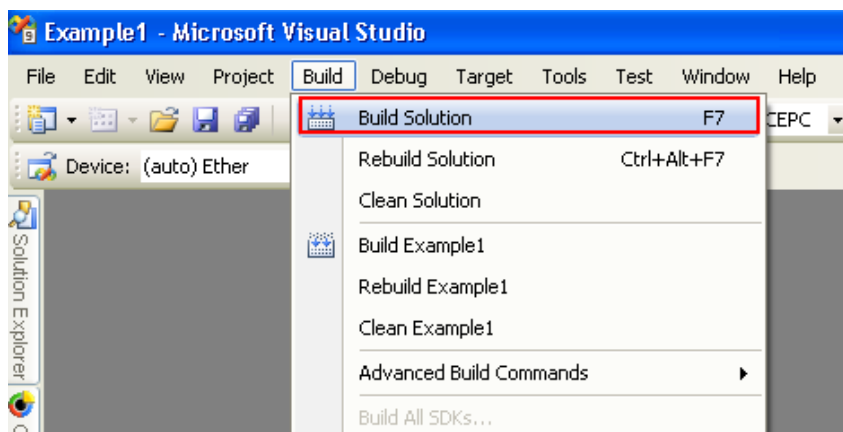 Example1 - Microsoft Visual Studio
File Edit View Project Build Debug Target Tools Test Window Help
Build Solution F7
CEPC
Device: (auto) Ether
Rebuild Solution Ctrl+Alt+F7
Clean Solution
Solution Explorer
Build Example1
Rebuild Example1
Clean Example1
Advanced Build Commands
Build All SDKs...